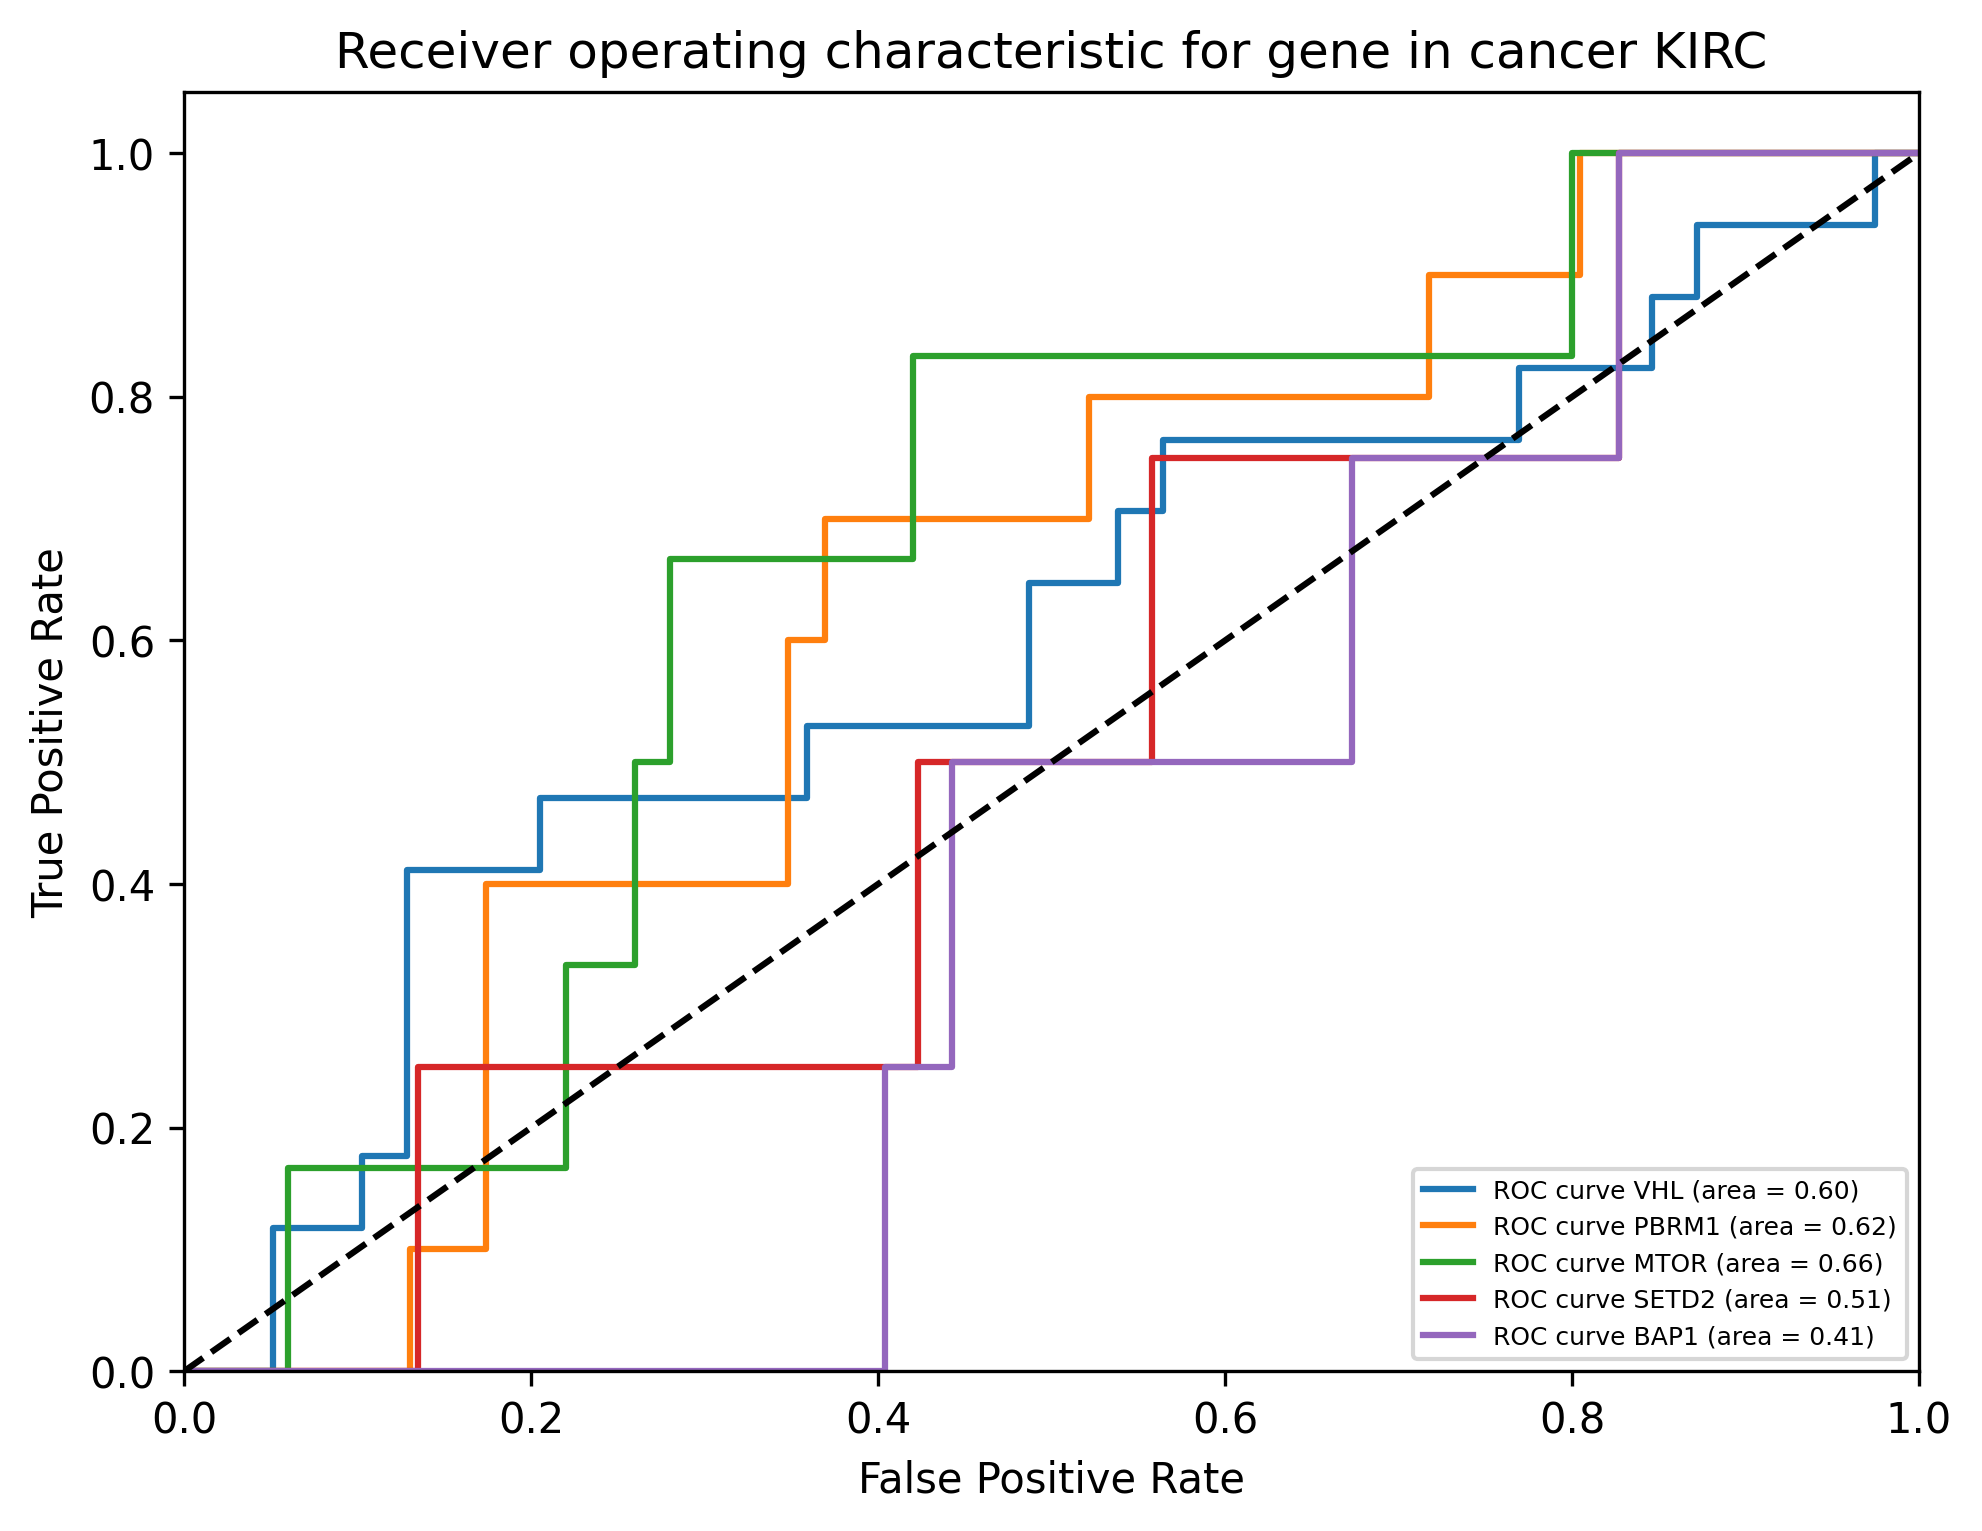 Receiver operating characteristic for gene in cancer KIRC
True Positive Rate
1.0
0.8
0.6
0.4
0.2
0.0
0.0 0.2 0.4 0.6 0.8 1.0
False Positive Rate
ROC curve VHL (area = 0.60)
ROC curve PBRM1 (area = 0.62)
ROC curve MTOR (area = 0.66)
ROC curve SETD2 (area = 0.51)
ROC curve BAP1 (area = 0.41)